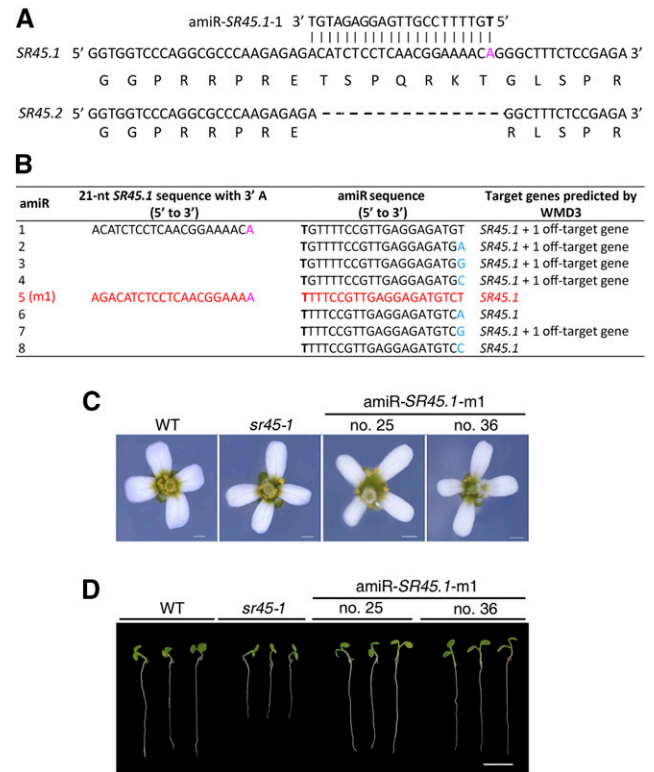 A
amiR-SR45.1-1 3' TGTAGAGGAGTTGCCTTTTGT 5'
SR45.1 5' GGTGGTCCCAGGCGCCCAAGAGAGACATCTCCTCAACGGAAAACAGGGCTTTCTCCGAGA 3'
G G P R R P R E T S P Q R K T G L S P R
SR45.2 5' GGTGGTCCCAGGCGCCCAAGAGAGA – – – – – – – – – – – – – – – – – GGCTTTCTCCGAGA 3'
G G P R R P R E R L S P R
B
amiR 21-nt SR45.1 sequence with 3' A (5' to 3') amiR sequence (5' to 3') Target genes predicted by WMD3
1 ACATCTCCTCAACGGAAAACA TGTTTTCCGTTGAGGAGATGT SR45.1 + 1 off-target gene
2 TGTTTTCCGTTGAGGAGATGA SR45.1 + 1 off-target gene
3 TGTTTTCCGTTGAGGAGATGG SR45.1 + 1 off-target gene
4 TGTTTTCCGTTGAGGAGATGC SR45.1 + 1 off-target gene
5 (m1) AGACATCTCCTCAACGGAAAA TTTTCCGTTGAGGAGATGTCT SR45.1
6 TTTTCCGTTGAGGAGATGTCA SR45.1
7 TTTTCCGTTGAGGAGATGTCG SR45.1 + 1 off-target gene
8 TTTTCCGTTGAGGAGATGTCC SR45.1
C
amiR-SR45.1-m1
WT sr45-1 no. 25 no. 36
D
amiR-SR45.1-m1
WT sr45-1 no. 25 no. 36